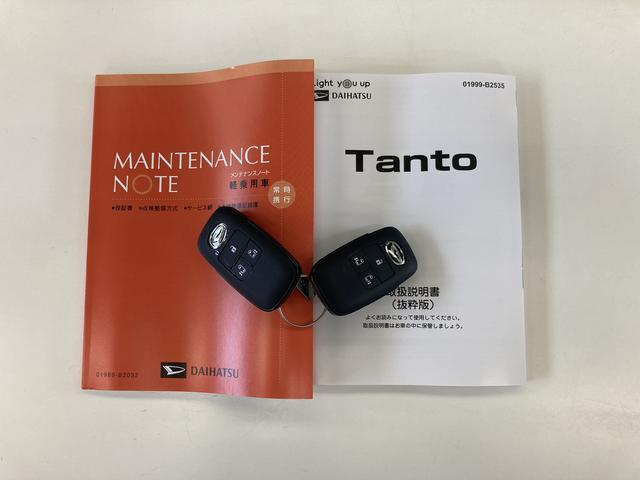 MAINTENANCE
NOTE
メンテナンスノート
軽乗用車
常時
携行
●保証書 ●点検整備方式 ●サービス網
DAIHATSU
01989-B2032
Light you up
01999-B2535
DAIHATSU
Tanto
取扱説明書
（抜粋版）
よくお読みになって使用してください。
取扱説明書はお車の中に保管しましょう。